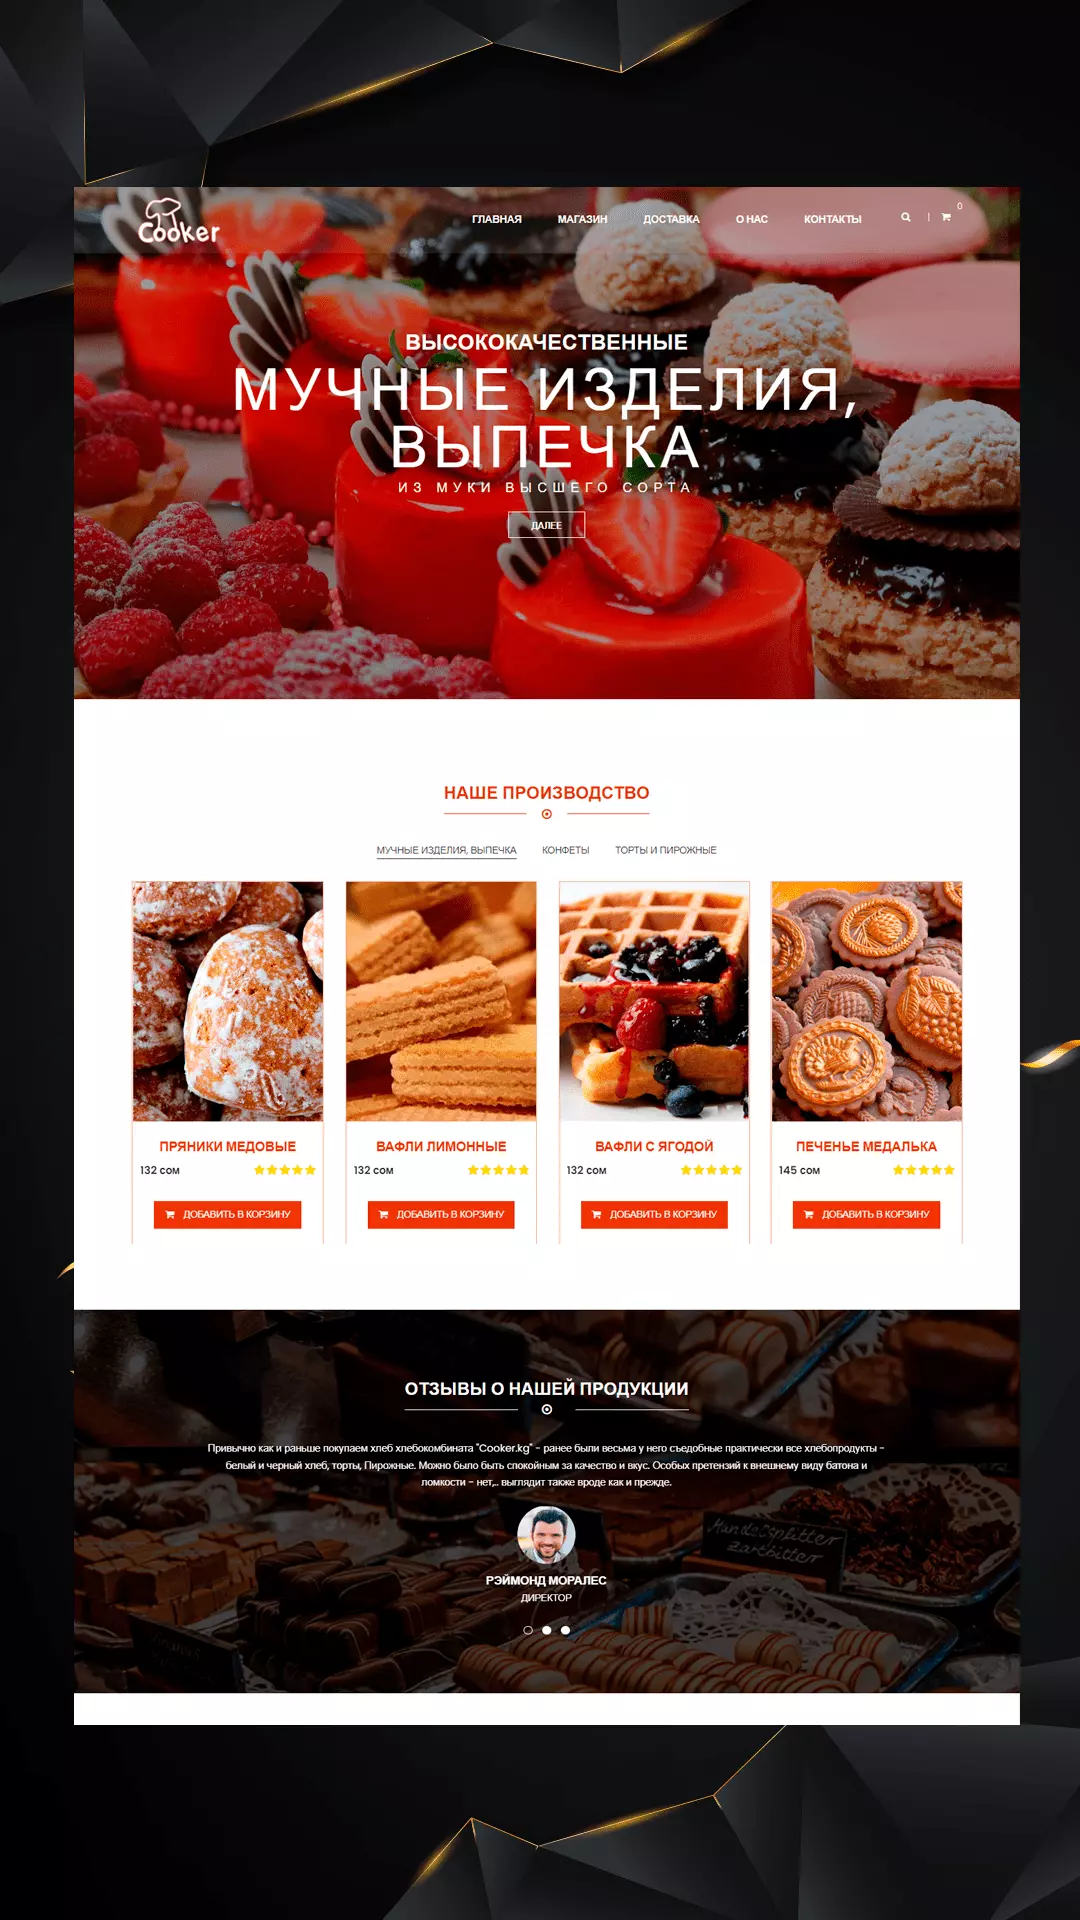 Cooker
ГЛАВНАЯ МАГАЗИН ДОСТАВКА О НАС КОНТАКТЫ | 0
ВЫСОКОКАЧЕСТВЕННЫЕ
МУЧНЫЕ ИЗДЕЛИЯ,
ВЫПЕЧКА
ИЗ МУКИ ВЫСШЕГО СОРТА
ДАЛЕЕ
НАШЕ ПРОИЗВОДСТВО
МУЧНЫЕ ИЗДЕЛИЯ, ВЫПЕЧКА КОНФЕТЫ ТОРТЫ И ПИРОЖНЫЕ
ПРЯНИКИ МЕДОВЫЕ
132 сом
ДОБАВИТЬ В КОРЗИНУ
ВАФЛИ ЛИМОННЫЕ
132 сом
ДОБАВИТЬ В КОРЗИНУ
ВАФЛИ С ЯГОДОЙ
132 сом
ДОБАВИТЬ В КОРЗИНУ
ПЕЧЕНЬЕ МЕДАЛЬКА
145 сом
ДОБАВИТЬ В КОРЗИНУ
ОТЗЫВЫ О НАШЕЙ ПРОДУКЦИИ
Привычно как и раньше покупаем хлеб хлебокомбината "Cooker.kg" - ранее были весьма у него съедобные практически все хлебопродукты -
белый и черный хлеб, торты, Пирожные. Можно было быть спокойным за качество и вкус. Особых претензий к внешнему виду батона и
ломкости - нет,.. выглядит также вроде как и прежде.
РЭЙМОНД МОРАЛЕС
ДИРЕКТОР